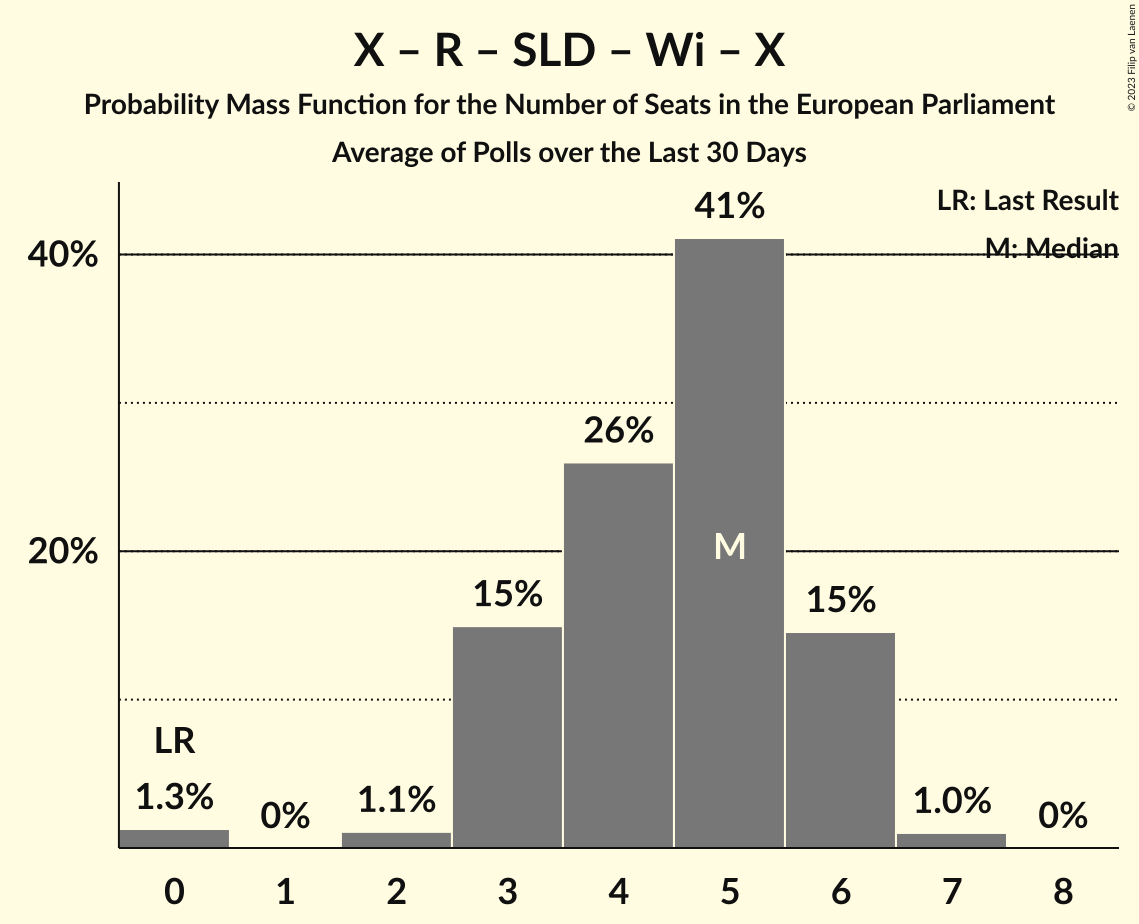 X – R – SLD – Wi – X
Probability Mass Function for the Number of Seats in the European Parliament
Average of Polls over the Last 30 Days
© 2023 Filip van Laenen
LR: Last Result
M: Median
40%
20%
41%
26%
15%
15%
M
LR
1.3%
0%
1.1%
1.0%
0%
0 1 2 3 4 5 6 7 8